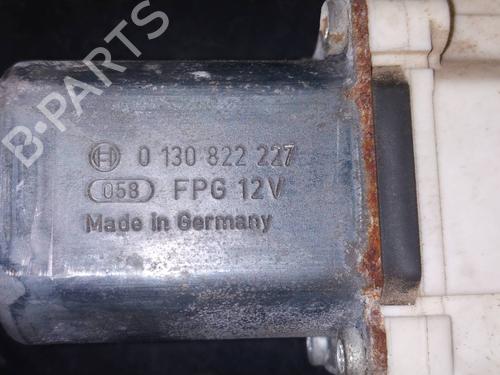 B-PARTS
0 130 822 227
058 FPG 12V
Made in Germany